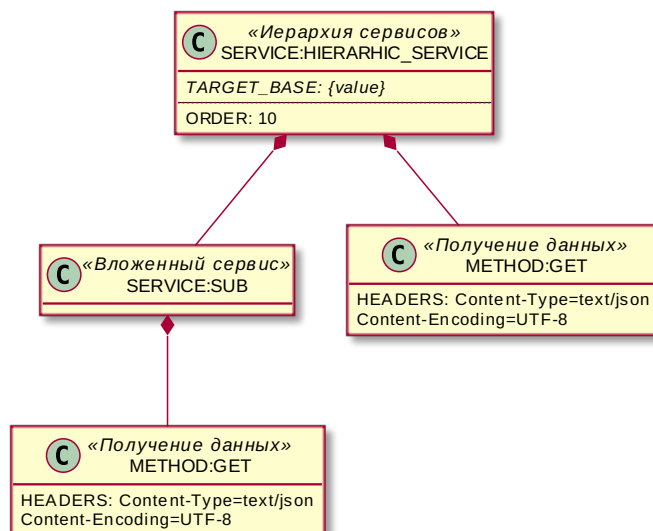 C
«Иерархия сервисов»
SERVICE:HIERARHIC_SERVICE
TARGET_BASE: {value}
ORDER: 10
C
«Вложенный сервис»
SERVICE:SUB
C
«Получение данных»
METHOD:GET
HEADERS: Content-Type=text/json
Content-Encoding=UTF-8
C
«Получение данных»
METHOD:GET
HEADERS: Content-Type=text/json
Content-Encoding=UTF-8